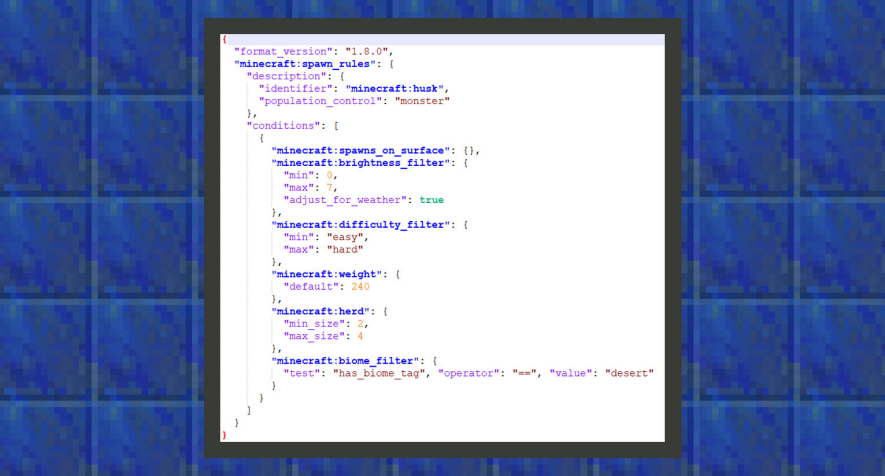 {
"format_version": "1.8.0",
"minecraft:spawn_rules": {
"description": {
"identifier": "minecraft:husk",
"population_control": "monster"
},
"conditions": [
{
"minecraft:spawns_on_surface": {},
"minecraft:brightness_filter": {
"min": 0,
"max": 7,
"adjust_for_weather": true
},
"minecraft:difficulty_filter": {
"min": "easy",
"max": "hard"
},
"minecraft:weight": {
"default": 240
},
"minecraft:herd": {
"min_size": 2,
"max_size": 4
},
"minecraft:biome_filter": {
"test": "has_biome_tag", "operator": "==", "value": "desert"
}
}
]
}
}